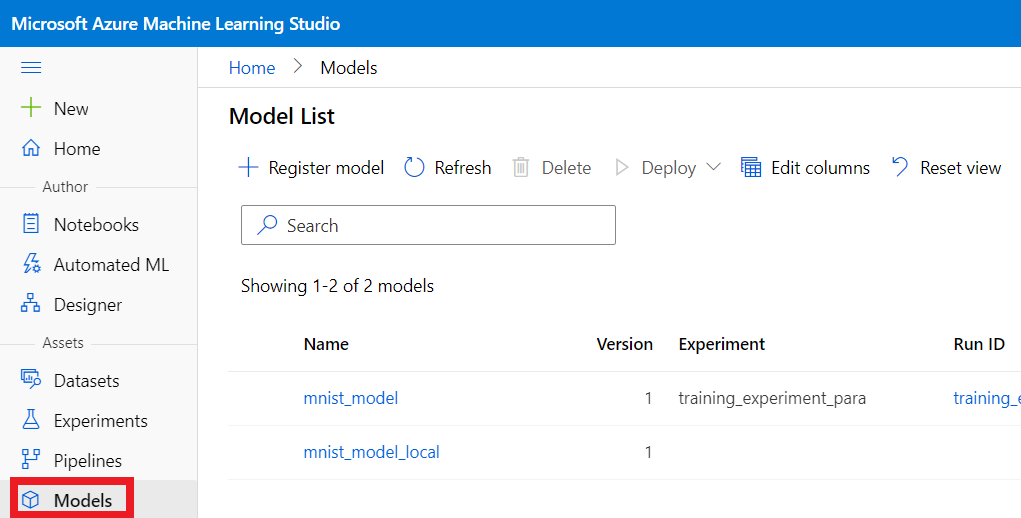 Microsoft Azure Machine Learning Studio
Home > Models
New
Home
Author
Notebooks
Automated ML
Designer
Assets
Datasets
Experiments
Pipelines
Models
Model List
Register model Refresh Delete Deploy Edit columns Reset view
Search
Showing 1-2 of 2 models
Name Version Experiment Run ID
mnist_model 1 training_experiment_para training_
mnist_model_local 1